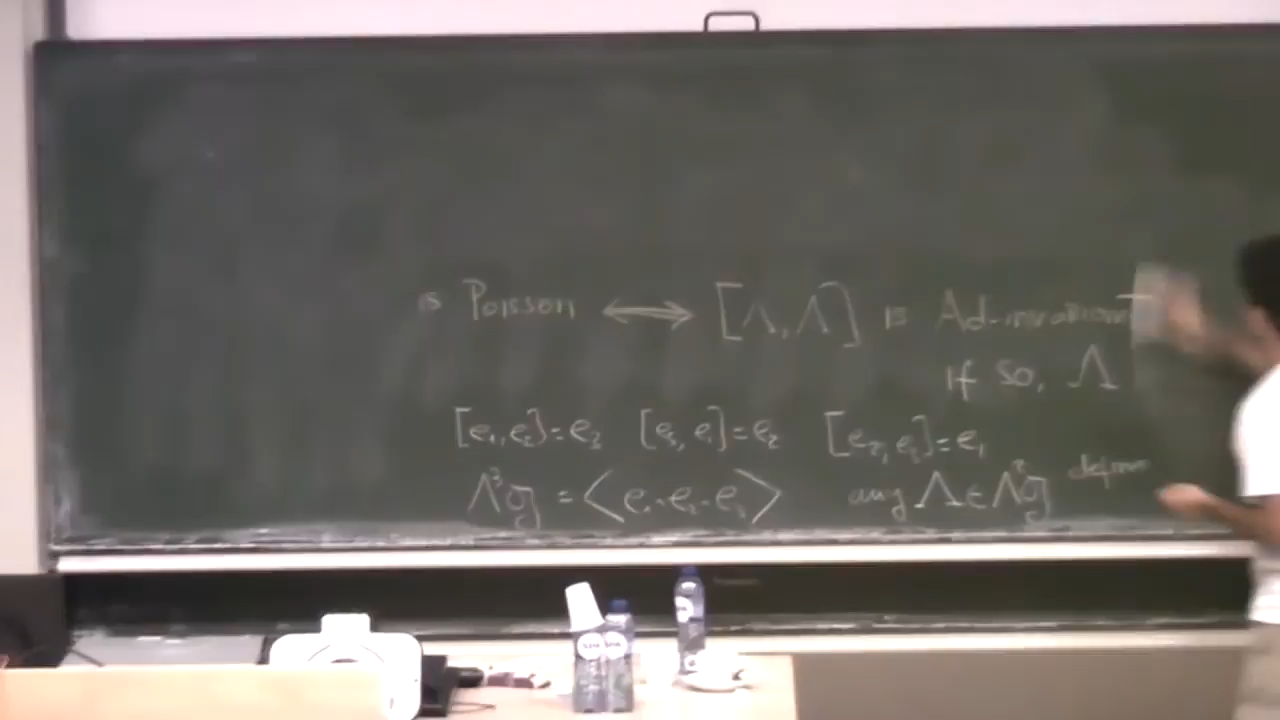 is Poisson ⟷ [Λ, Λ] is Ad-invariant
If so, Λ
[e₁, e₂] = e₃ [e₃, e₁] = e₂ [e₂, e₃] = e₁
Λ³g = <e₁ ∧ e₂ ∧ e₃> any Λ ∈ Λ²g